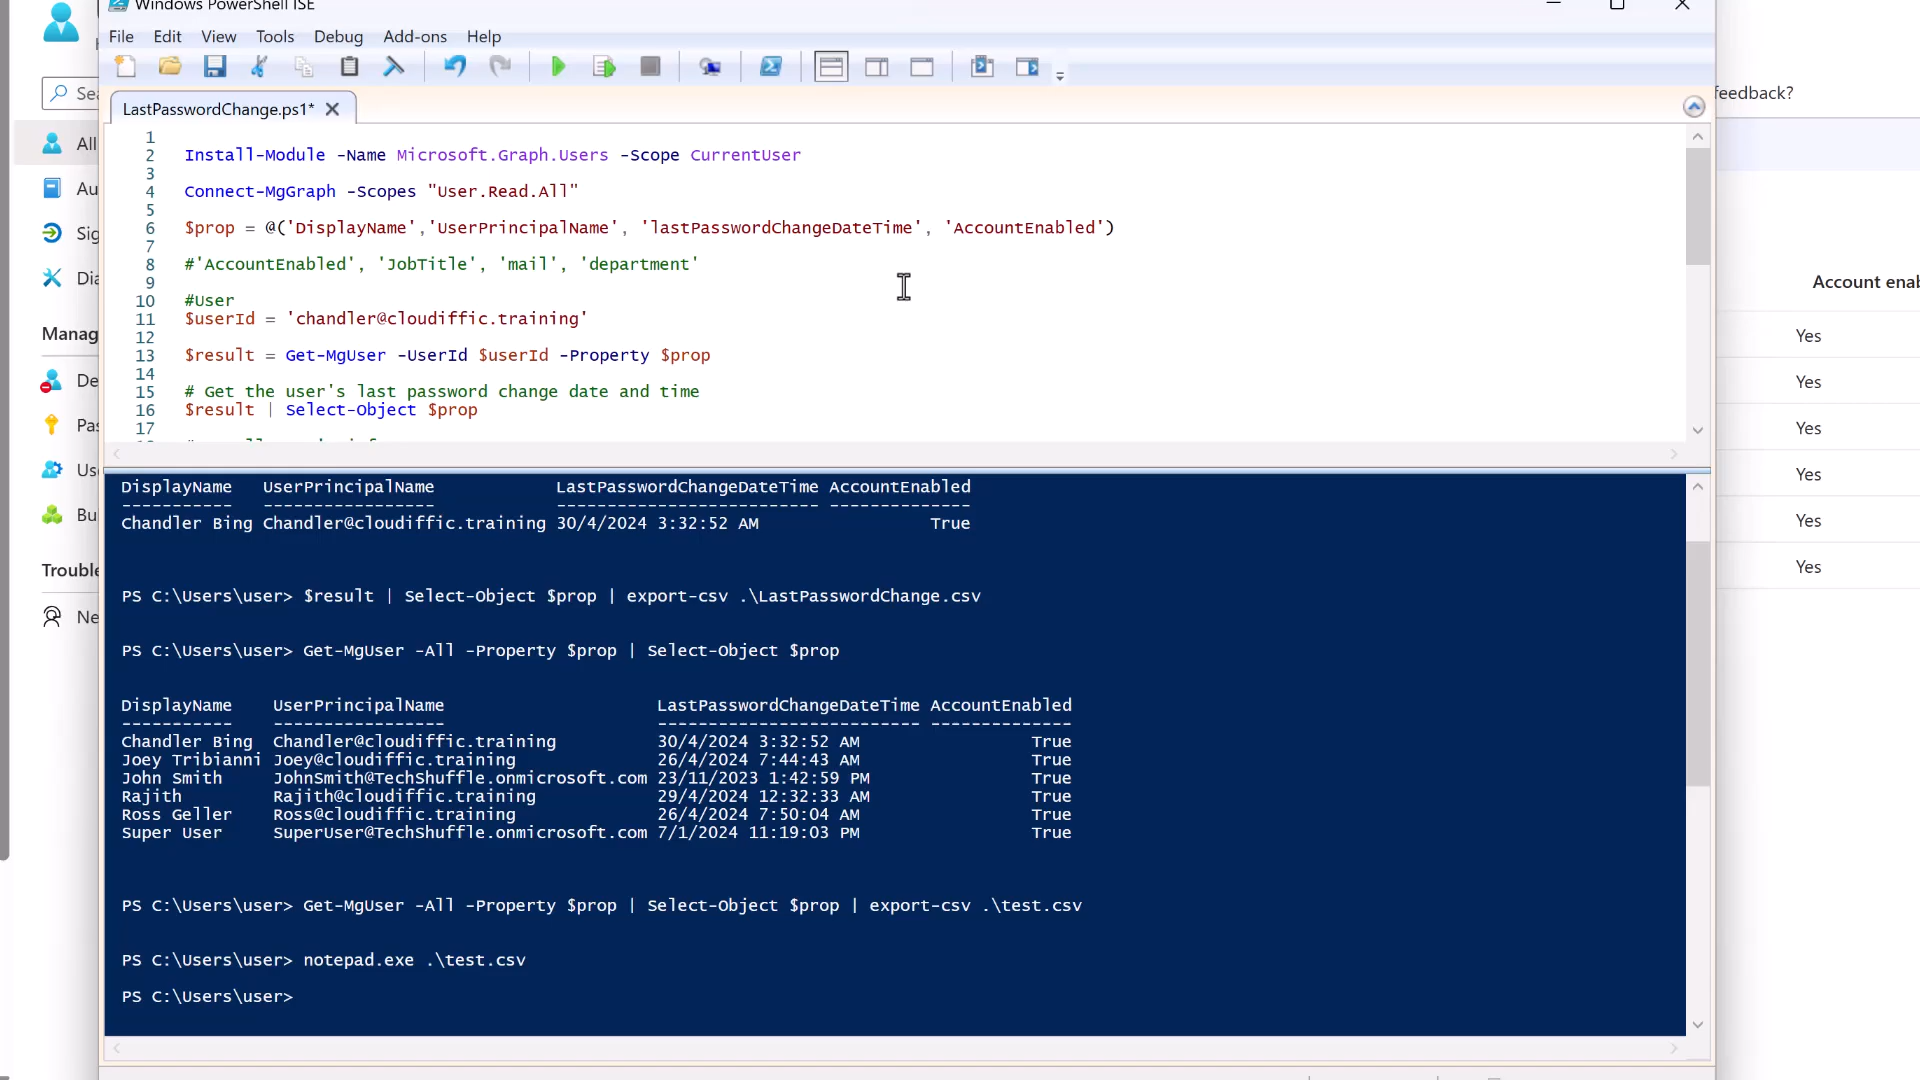 Windows PowerShell ISE
File Edit View Tools Debug Add-ons Help
Sea
feedback?
LastPasswordChange.ps1*
All
Au
Sig
Dia
Manag
De
Pas
Us
Bu
Trouble
Ne
1
2 Install-Module -Name Microsoft.Graph.Users -Scope CurrentUser
3
4 Connect-MgGraph -Scopes "User.Read.All"
5
6 $prop = @('DisplayName','UserPrincipalName', 'lastPasswordChangeDateTime', 'AccountEnabled')
7
8 #'AccountEnabled', 'JobTitle', 'mail', 'department'
9
10 #User
11 $userId = 'chandler@cloudiffic.training'
12
13 $result = Get-MgUser -UserId $userId -Property $prop
14
15 # Get the user's last password change date and time
16 $result | Select-Object $prop
17
DisplayName UserPrincipalName LastPasswordChangeDateTime AccountEnabled
----------- ----------------- -------------------------- --------------
Chandler Bing Chandler@cloudiffic.training 30/4/2024 3:32:52 AM True
PS C:\Users\user> $result | Select-Object $prop | export-csv .\LastPasswordChange.csv
PS C:\Users\user> Get-MgUser -All -Property $prop | Select-Object $prop
DisplayName UserPrincipalName LastPasswordChangeDateTime AccountEnabled
----------- ----------------- -------------------------- --------------
Chandler Bing Chandler@cloudiffic.training 30/4/2024 3:32:52 AM True
Joey Tribianni Joey@cloudiffic.training 26/4/2024 7:44:43 AM True
John Smith JohnSmith@TechShuffle.onmicrosoft.com 23/11/2023 1:42:59 PM True
Rajith Rajith@cloudiffic.training 29/4/2024 12:32:33 AM True
Ross Geller Ross@cloudiffic.training 26/4/2024 7:50:04 AM True
Super User SuperUser@TechShuffle.onmicrosoft.com 7/1/2024 11:19:03 PM True
PS C:\Users\user> Get-MgUser -All -Property $prop | Select-Object $prop | export-csv .\test.csv
PS C:\Users\user> notepad.exe .\test.csv
PS C:\Users\user>
Account enab
Yes
Yes
Yes
Yes
Yes
Yes